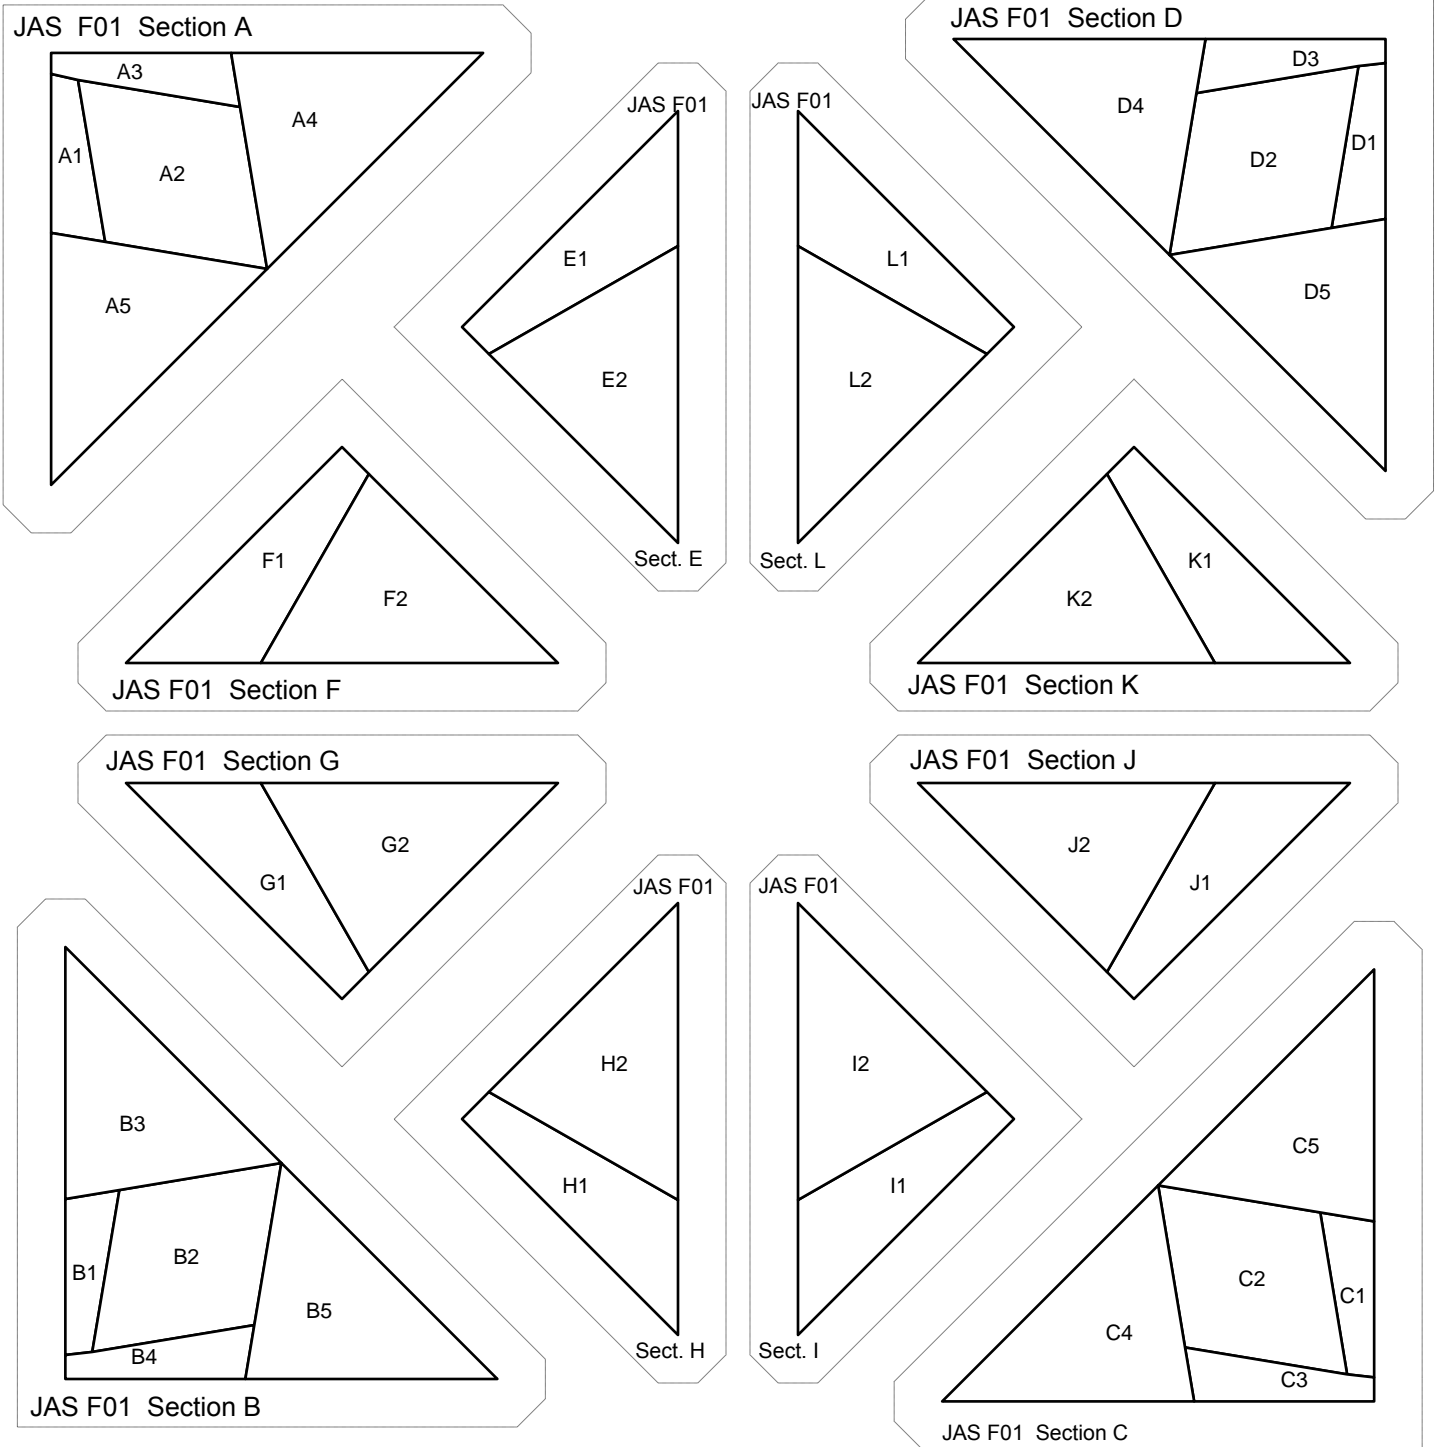 JAS F01 Section A
A3
A4
A1
A2
A5
JAS F01 Section D
D3
D4
D1
D2
D5
JAS F01
E1
E2
Sect. E
JAS F01
L1
L2
Sect. L
F1
F2
JAS F01 Section F
K1
K2
JAS F01 Section K
JAS F01 Section G
G2
G1
JAS F01 Section J
J2
J1
JAS F01
H2
H1
Sect. H
JAS F01
I2
I1
Sect. I
B3
B2
B1
B5
B4
JAS F01 Section B
C5
C2
C1
C4
C3
JAS F01 Section C